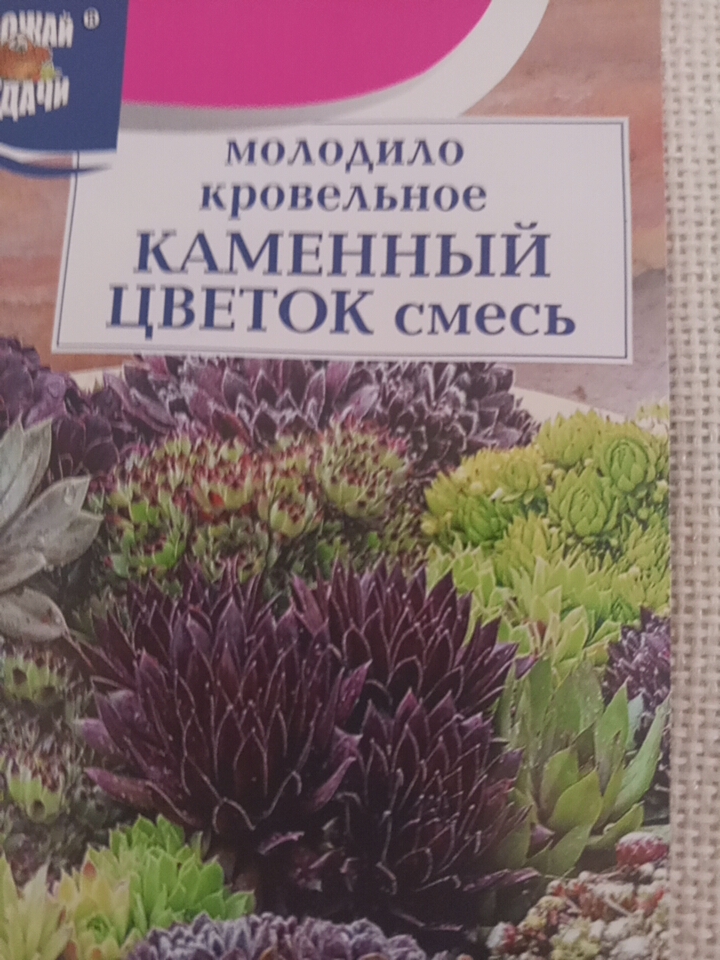 ®
молодило
кровельное
КАМЕННЫЙ
ЦВЕТОК смесь